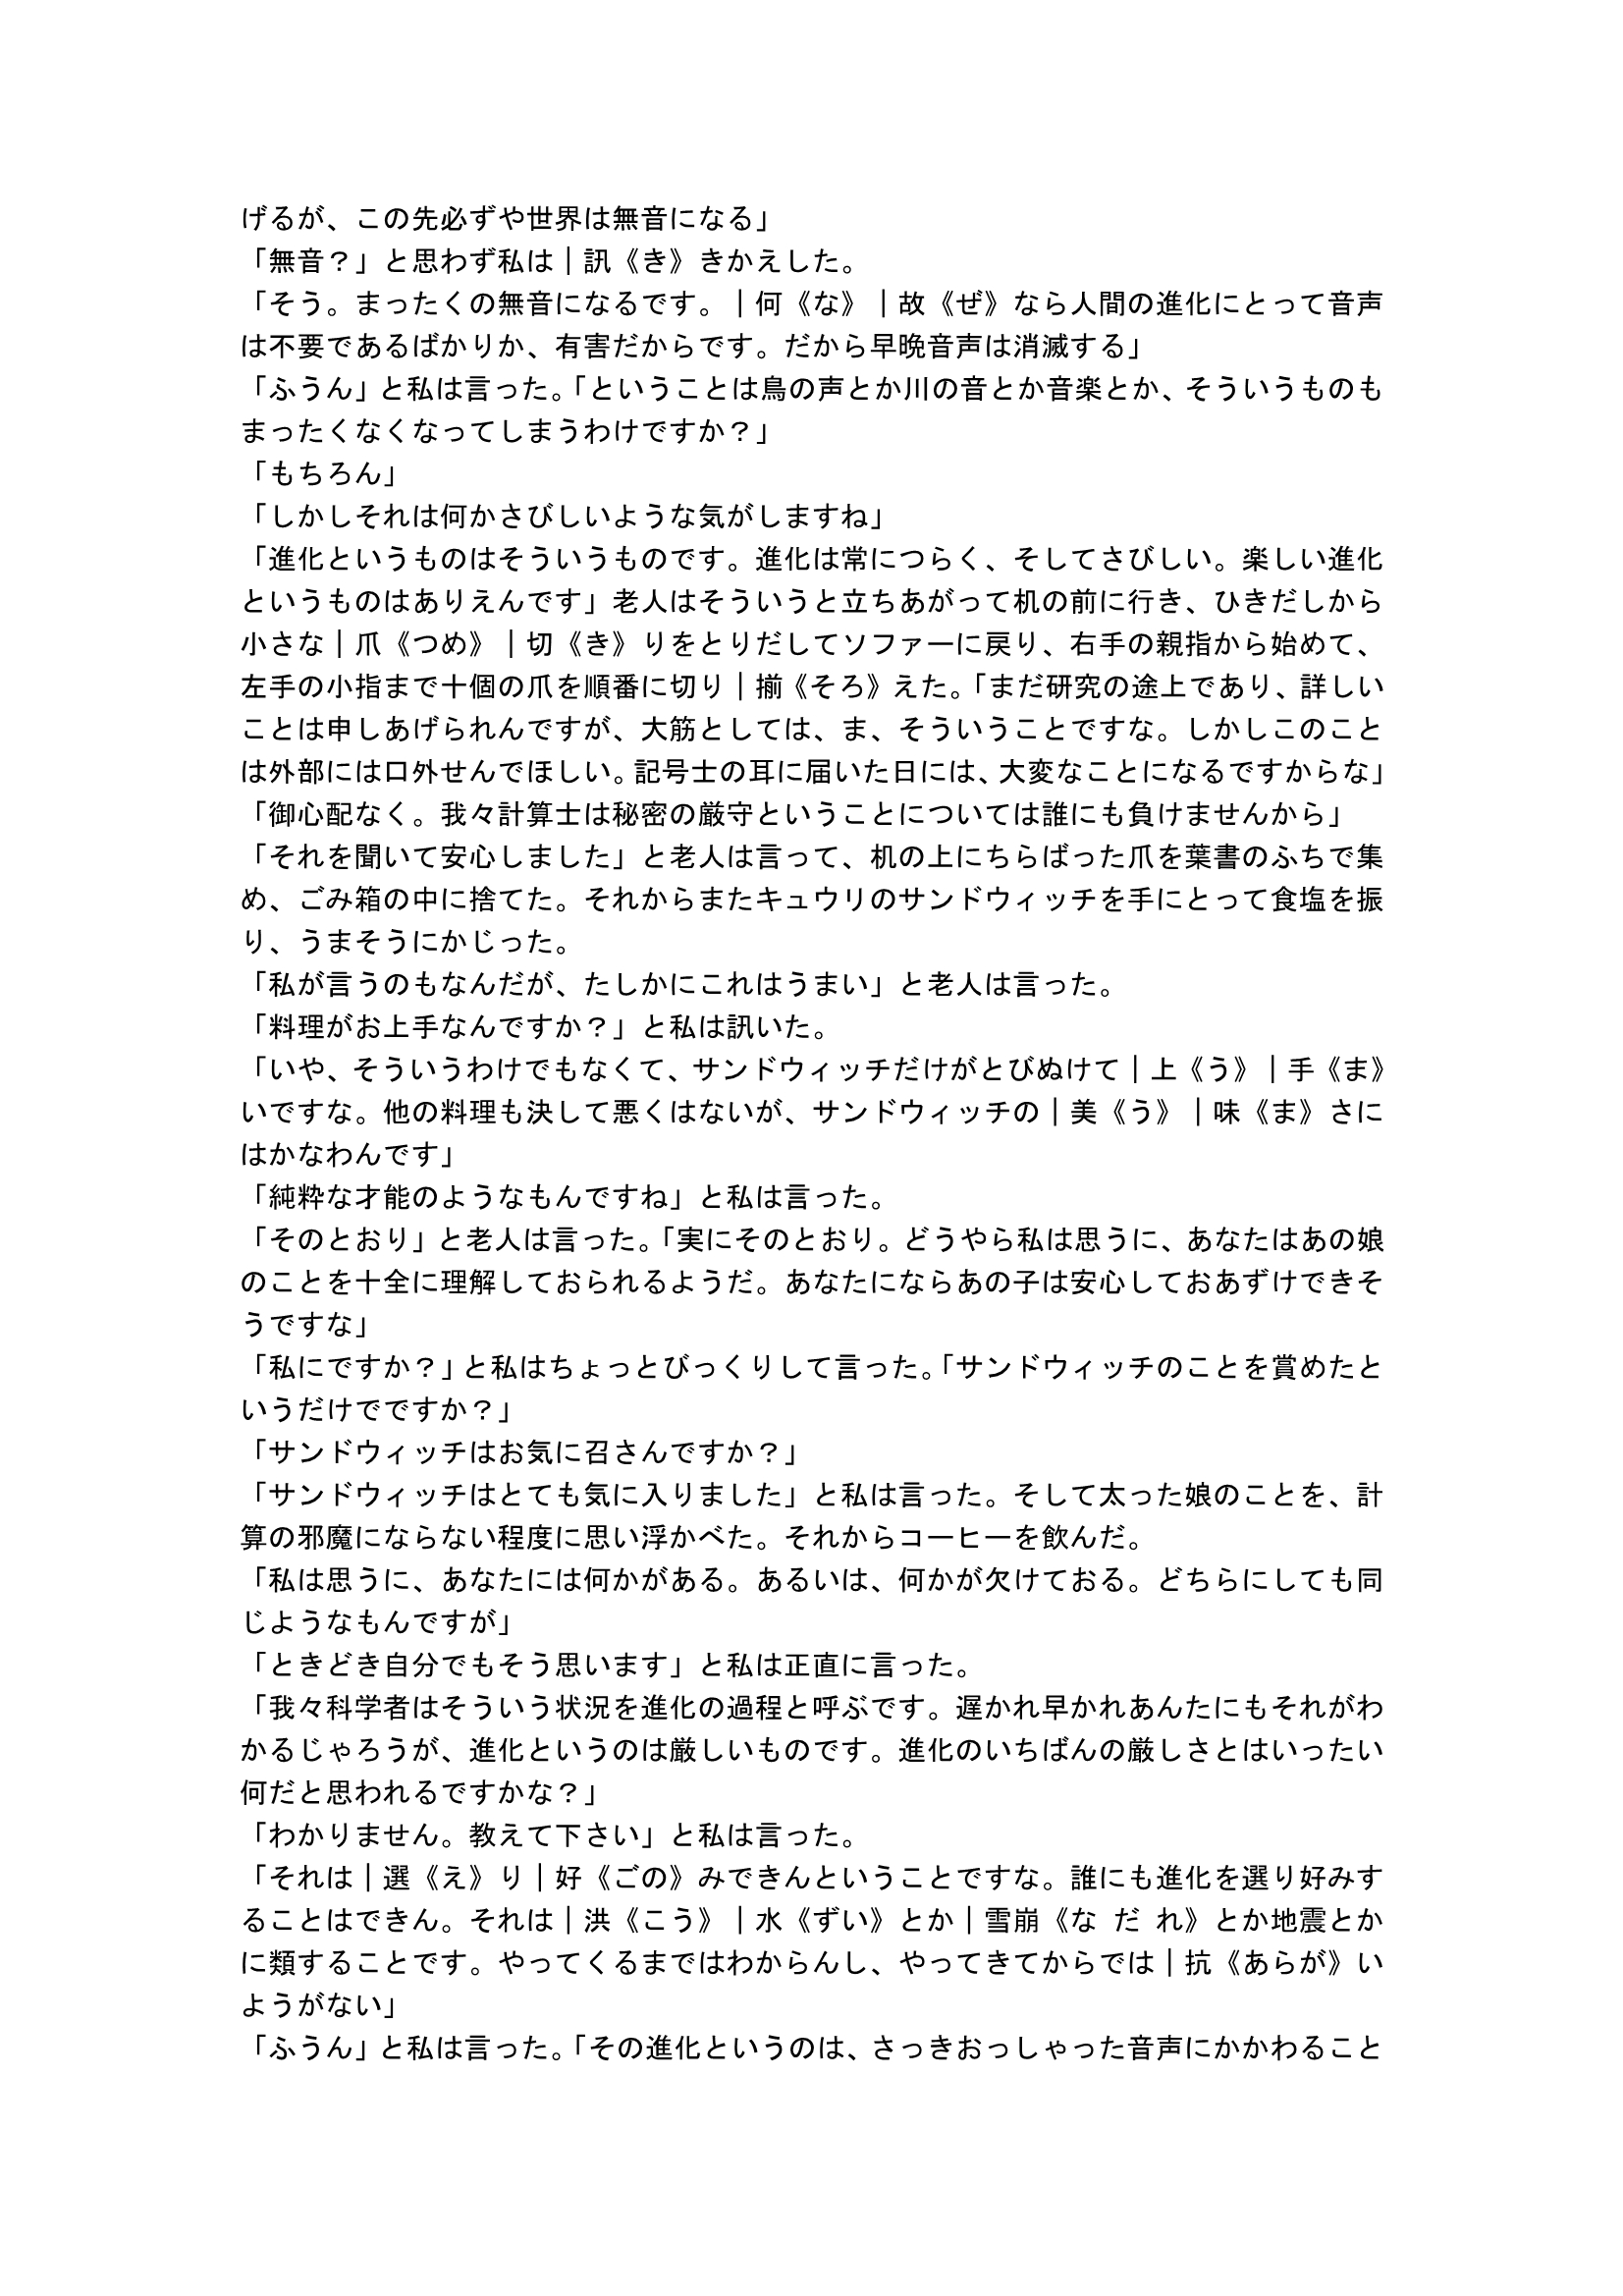 げるが、この先必ずや世界は無音になる」
「無音？」と思わず私は｜訊《き》きかえした。
「そう。まったくの無音になるです。｜何《な》｜故《ぜ》なら人間の進化にとって音声
は不要であるばかりか、有害だからです。だから早晩音声は消滅する」
「ふうん」と私は言った。「ということは鳥の声とか川の音とか音楽とか、そういうものも
まったくなくなってしまうわけですか？」
「もちろん」
「しかしそれは何かさびしいような気がしますね」
「進化というものはそういうものです。進化は常につらく、そしてさびしい。楽しい進化
というものはありえんです」老人はそういうと立ちあがって机の前に行き、ひきだしから
小さな｜爪《つめ》｜切《き》りをとりだしてソファーに戻り、右手の親指から始めて、
左手の小指まで十個の爪を順番に切り｜揃《そろ》えた。「まだ研究の途上であり、詳しい
ことは申しあげられんですが、大筋としては、ま、そういうことですな。しかしこのこと
は外部には口外せんでほしい。記号士の耳に届いた日には、大変なことになるですからな」
「御心配なく。我々計算士は秘密の厳守ということについては誰にも負けませんから」
「それを聞いて安心しました」と老人は言って、机の上にちらばった爪を葉書のふちで集
め、ごみ箱の中に捨てた。それからまたキュウリのサンドウィッチを手にとって食塩を振
り、うまそうにかじった。
「私が言うのもなんだが、たしかにこれはうまい」と老人は言った。
「料理がお上手なんですか？」と私は訊いた。
「いや、そういうわけでもなくて、サンドウィッチだけがとびぬけて｜上《う》｜手《ま》
いですな。他の料理も決して悪くはないが、サンドウィッチの｜美《う》｜味《ま》さに
はかなわんです」
「純粋な才能のようなもんですね」と私は言った。
「そのとおり」と老人は言った。「実にそのとおり。どうやら私は思うに、あなたはあの娘
のことを十全に理解しておられるようだ。あなたにならあの子は安心しておあずけできそ
うですな」
「私にですか？」と私はちょっとびっくりして言った。「サンドウィッチのことを賞めたと
いうだけでですか？」
「サンドウィッチはお気に召さんですか？」
「サンドウィッチはとても気に入りました」と私は言った。そして太った娘のことを、計
算の邪魔にならない程度に思い浮かべた。それからコーヒーを飲んだ。
「私は思うに、あなたには何かがある。あるいは、何かが欠けておる。どちらにしても同
じようなもんですが」
「ときどき自分でもそう思います」と私は正直に言った。
「我々科学者はそういう状況を進化の過程と呼ぶです。遅かれ早かれあんたにもそれがわ
かるじゃろうが、進化というのは厳しいものです。進化のいちばんの厳しさとはいったい
何だと思われるですかな？」
「わかりません。教えて下さい」と私は言った。
「それは｜選《え》り｜好《ごの》みできんということですな。誰にも進化を選り好みす
ることはできん。それは｜洪《こう》｜水《ずい》とか｜雪崩《な だ れ》とか地震とか
に類することです。やってくるまではわからんし、やってきてからでは｜抗《あらが》い
ようがない」
「ふうん」と私は言った。「その進化というのは、さっきおっしゃった音声にかかわること